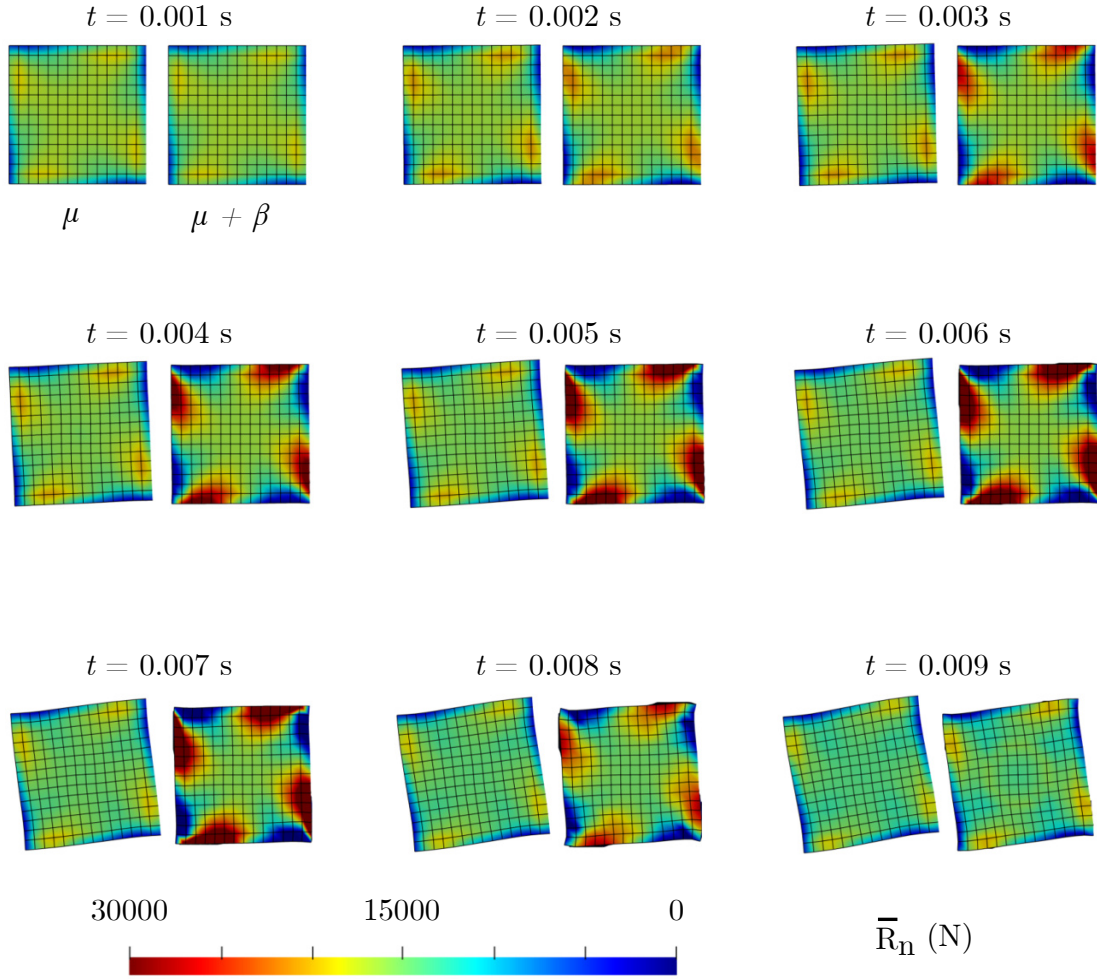 t = 0.001 s
t = 0.002 s
t = 0.003 s
μ
μ + β
t = 0.004 s
t = 0.005 s
t = 0.006 s
t = 0.007 s
t = 0.008 s
t = 0.009 s
30000
15000
0
R̅n (N)